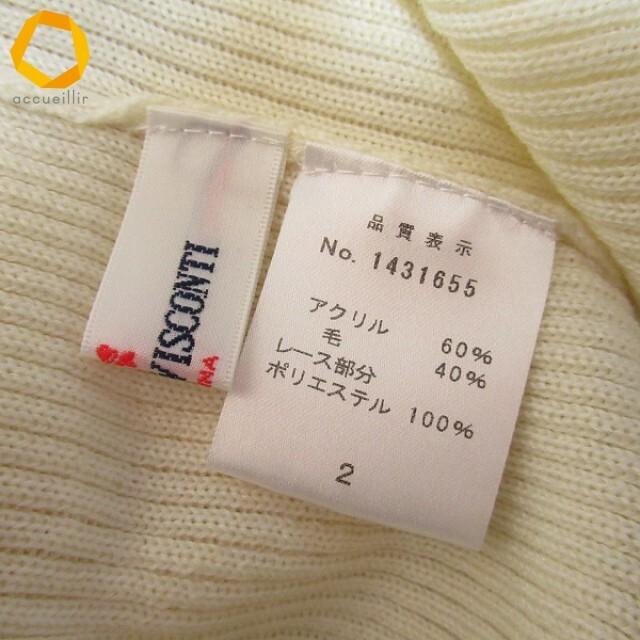 accueillir
VISCONTI
品質表示
No. 1431655
アクリル 60%
毛 40%
レース部分
ポリエステル 100%
2